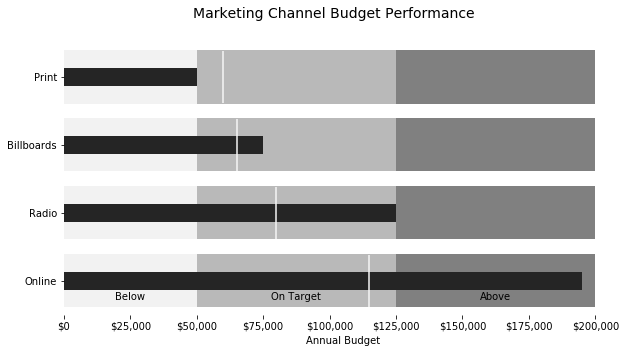 Marketing Channel Budget Performance
Print
Billboards
Radio
Online
Below On Target Above
$0 $25,000 $50,000 $75,000 $100,000 $125,000 $150,000 $175,000 $200,000
Annual Budget